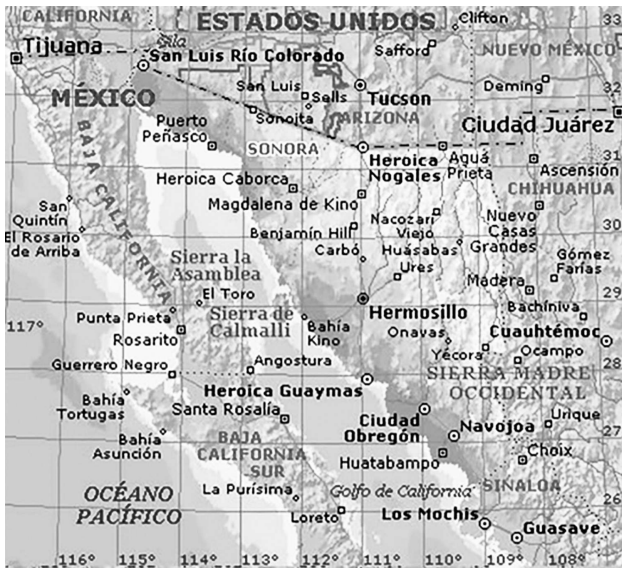 CALIFORNIA
ESTADOS UNIDOS
Clifton
33
Tijuana
Gila
San Luis Río Colorado
Safford
NUEVO MÉXICO
MÉXICO
San Luis
Sells
Tucson
Deming
32
Puerto
Peñasco
Sonoita
ARIZONA
Ciudad Juárez
BAJA CALIFORNIA
SONORA
Heroica
Nogales
Agua
Prieta
31
Ascensión
Heroica Caborca
CHIHUAHUA
San
Quintín
Magdalena de Kino
Nacozari
Viejo
Nuevo
Casas
Grandes
El Rosario
de Arriba
Benjamín Hill
30
Carbó
Huásabas
Gómez
Farías
Sierra la
Asamblea
Ures
Madera
El Toro
29
Punta Prieta
Sierra de
Calmalli
Hermosillo
Bachíniva
117°
Rosarito
Bahía
Kino
Onavas
Cuauhtémoc
Yécora
Ocampo
Guerrero Negro
Angostura
28
SIERRA MADRE
OCCIDENTAL
Heroica Guaymas
Bahía
Tortugas
Santa Rosalía
Ciudad
Obregón
Navojoa
Urique
27
Bahía
Asunción
BAJA
CALIFORNIA
SUR
Huatabampo
Choix
OCÉANO
PACÍFICO
La Purísima
Golfo de California
SINALOA
26
Loreto
Los Mochis
Guasave
116° 115° 114° 113° 112° 111° 110° 109° 108°